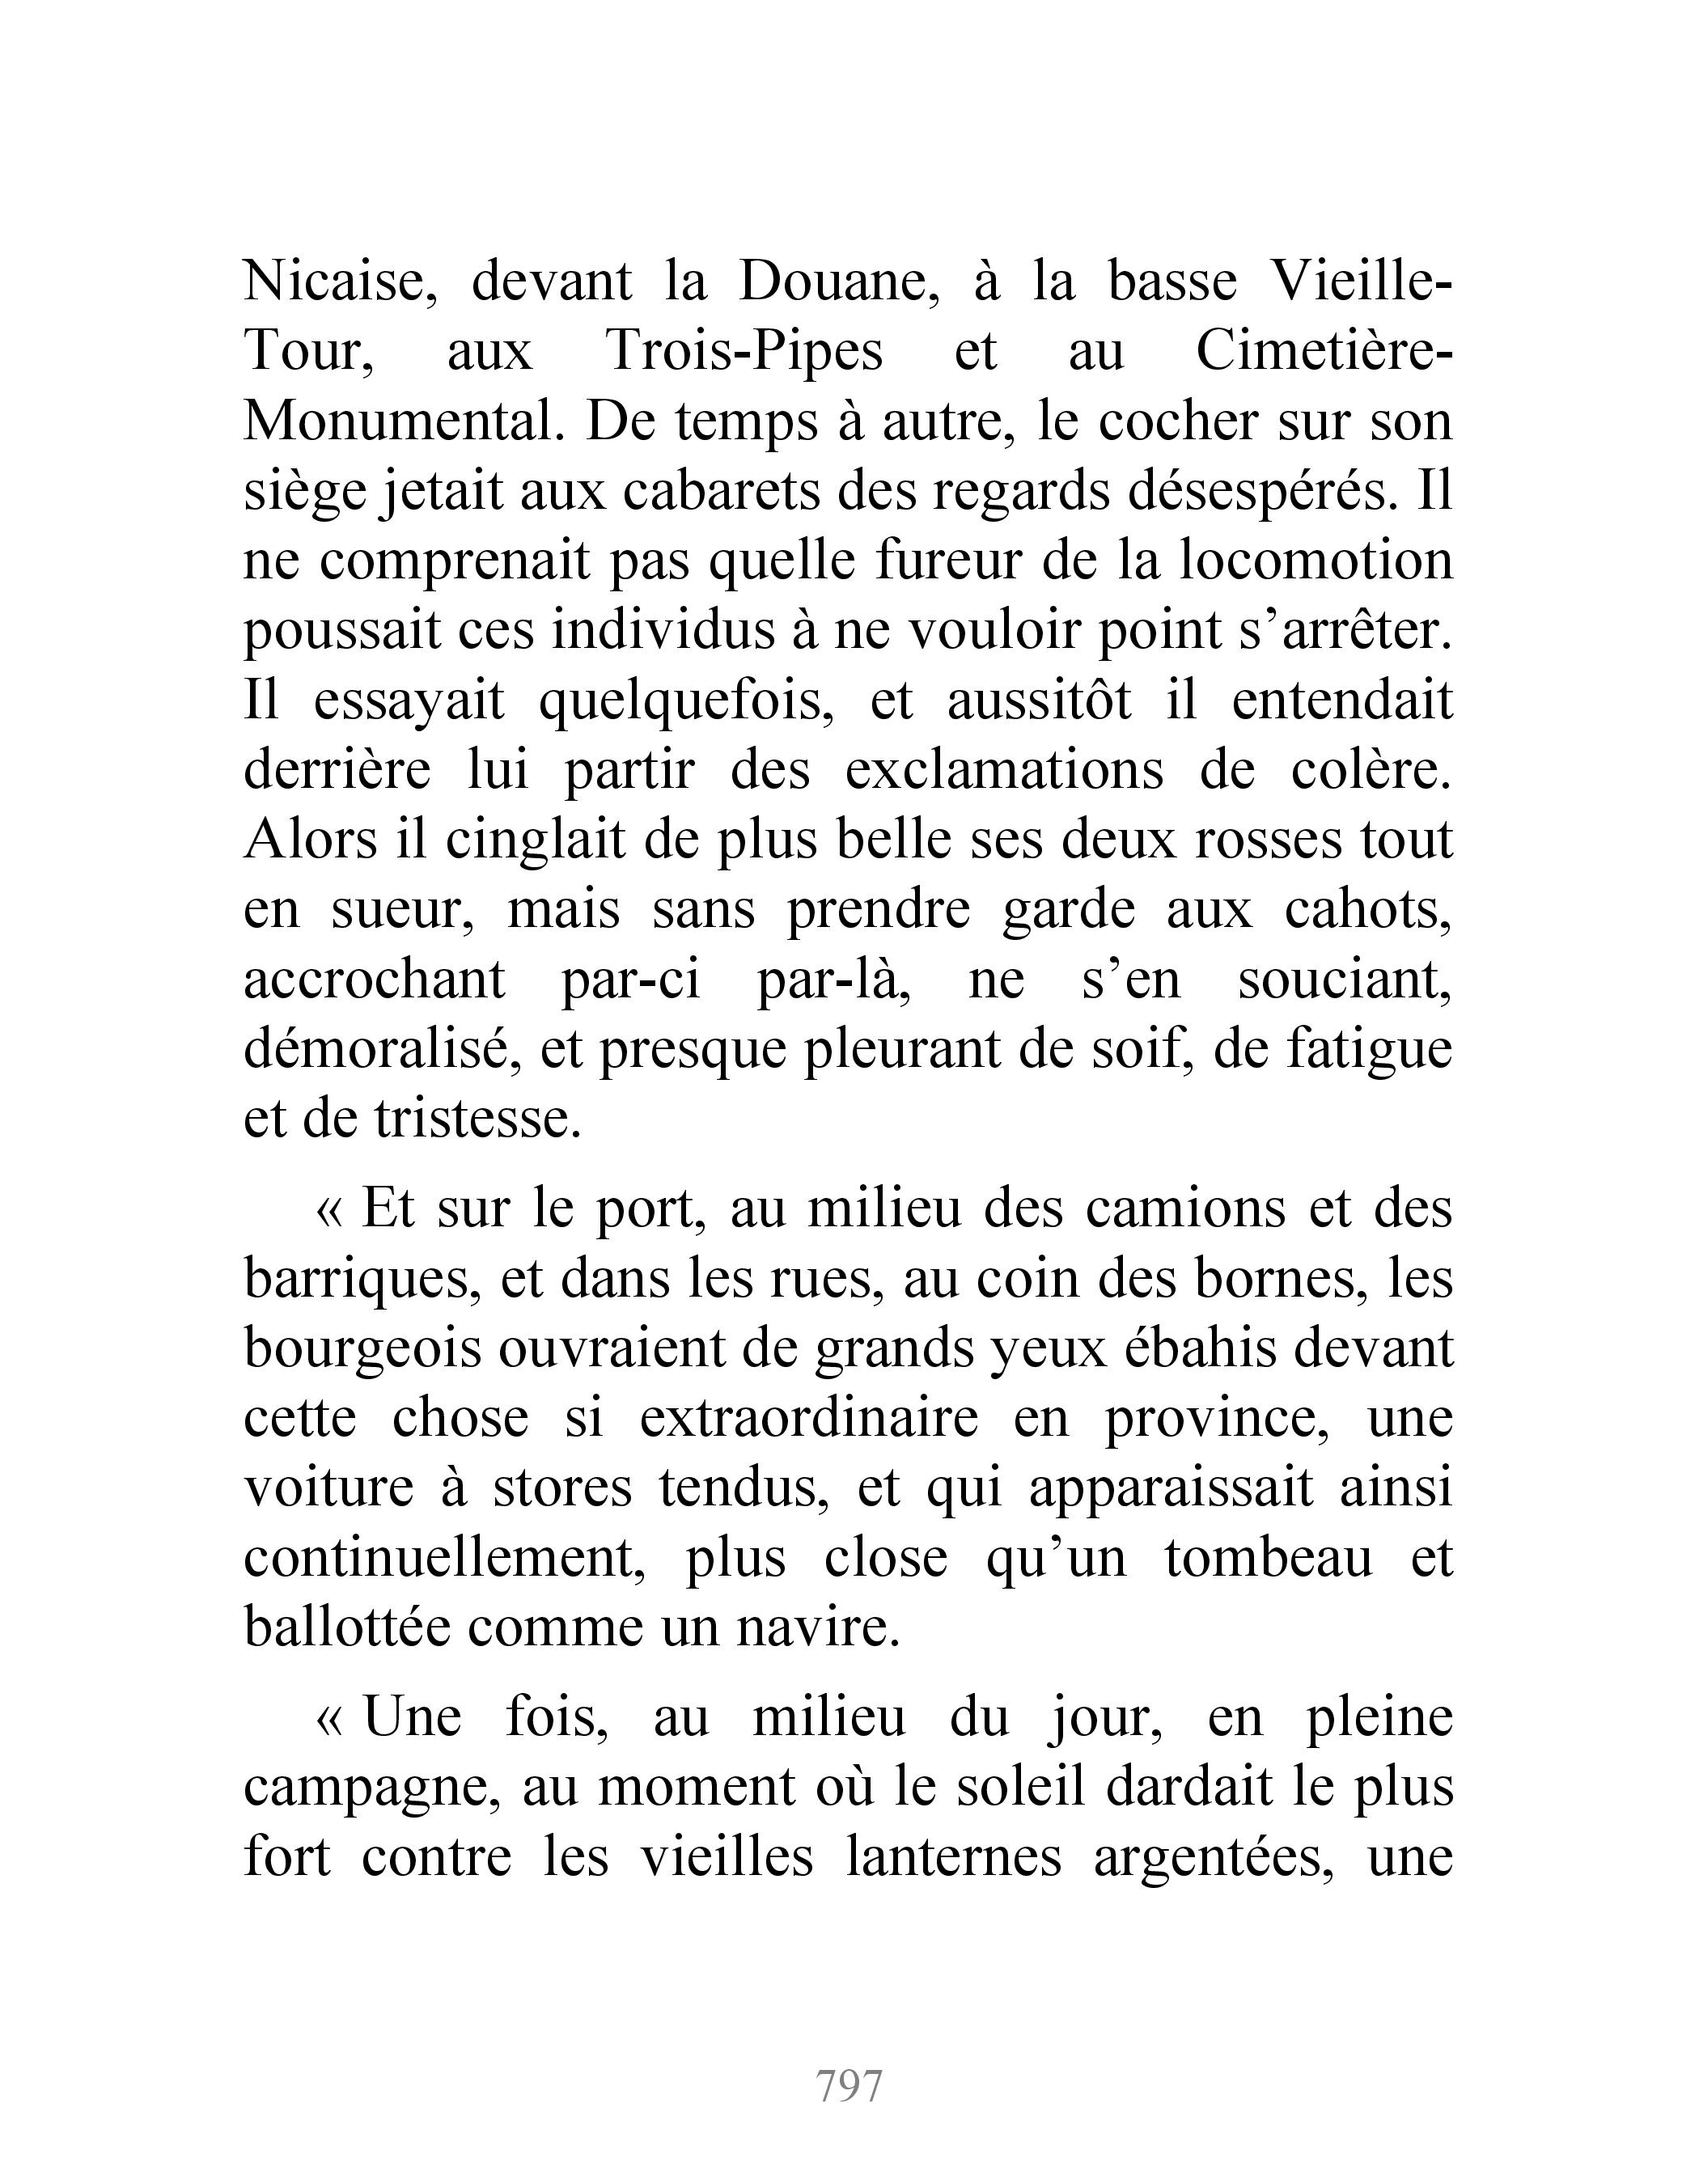 Nicaise, devant la Douane, à la basse Vieille-
Tour, aux Trois-Pipes et au Cimetière-
Monumental. De temps à autre, le cocher sur son
siège jetait aux cabarets des regards désespérés. Il
ne comprenait pas quelle fureur de la locomotion
poussait ces individus à ne vouloir point s’arrêter.
Il essayait quelquefois, et aussitôt il entendait
derrière lui partir des exclamations de colère.
Alors il cinglait de plus belle ses deux rosses tout
en sueur, mais sans prendre garde aux cahots,
accrochant par-ci par-là, ne s’en souciant,
démoralisé, et presque pleurant de soif, de fatigue
et de tristesse.
« Et sur le port, au milieu des camions et des
barriques, et dans les rues, au coin des bornes, les
bourgeois ouvraient de grands yeux ébahis devant
cette chose si extraordinaire en province, une
voiture à stores tendus, et qui apparaissait ainsi
continuellement, plus close qu’un tombeau et
ballottée comme un navire.
« Une fois, au milieu du jour, en pleine
campagne, au moment où le soleil dardait le plus
fort contre les vieilles lanternes argentées, une
797